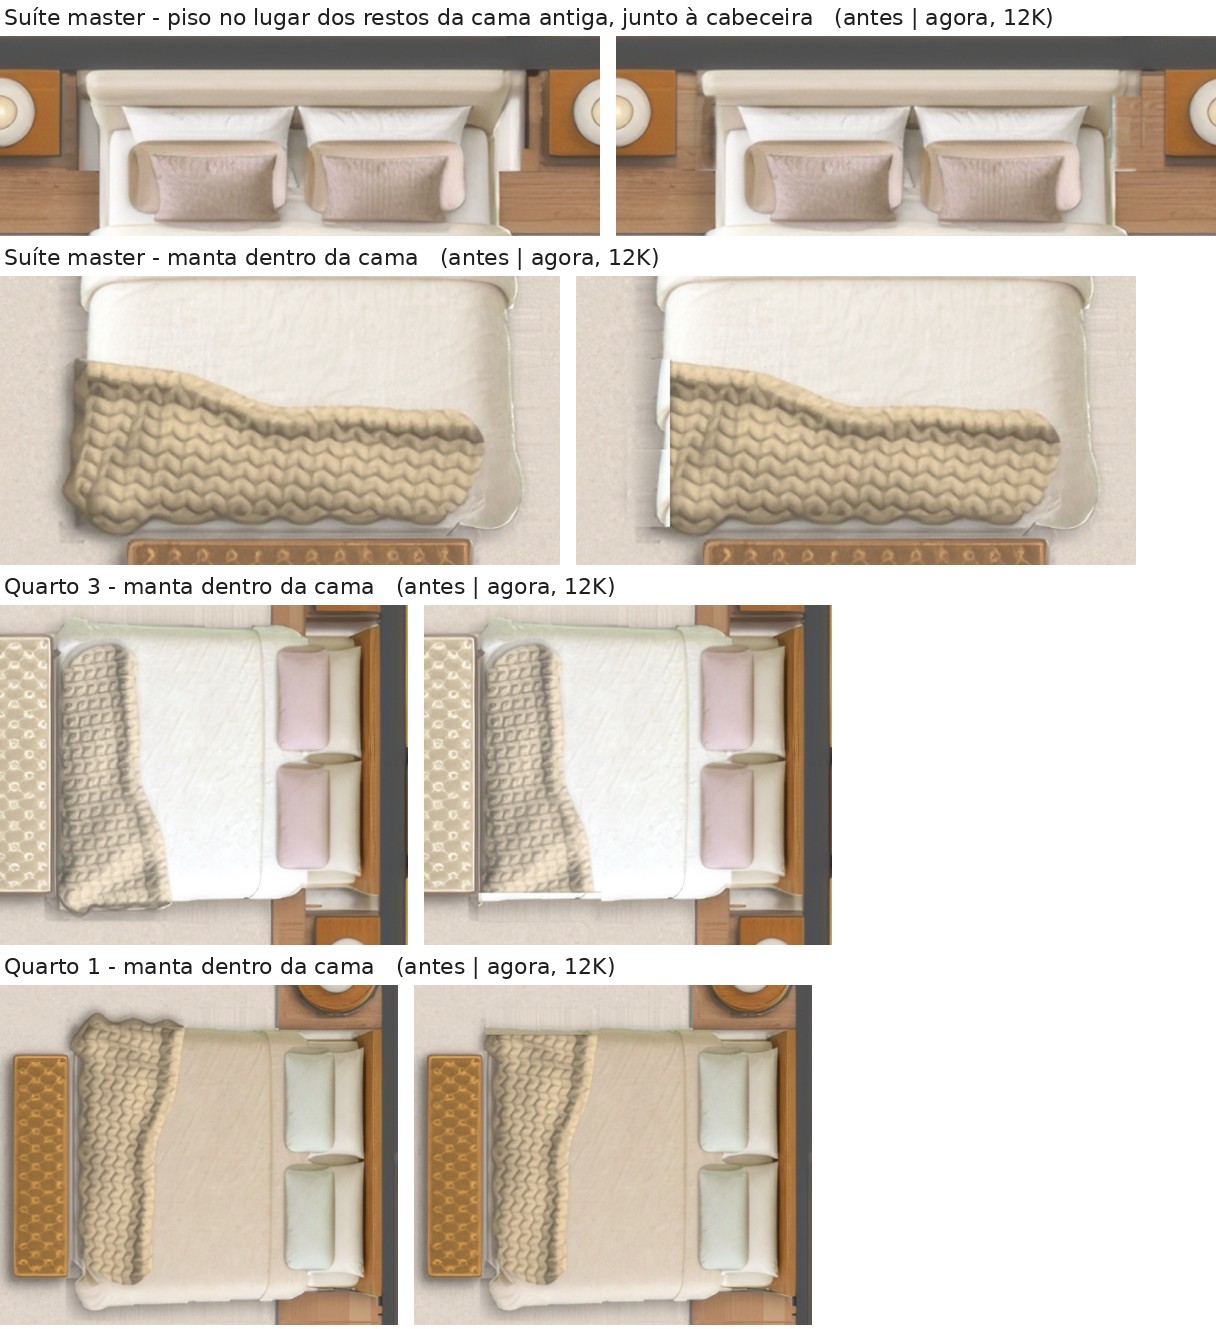 Suíte master - piso no lugar dos restos da cama antiga, junto à cabeceira (antes | agora, 12K)
Suíte master - manta dentro da cama (antes | agora, 12K)
Quarto 3 - manta dentro da cama (antes | agora, 12K)
Quarto 1 - manta dentro da cama (antes | agora, 12K)